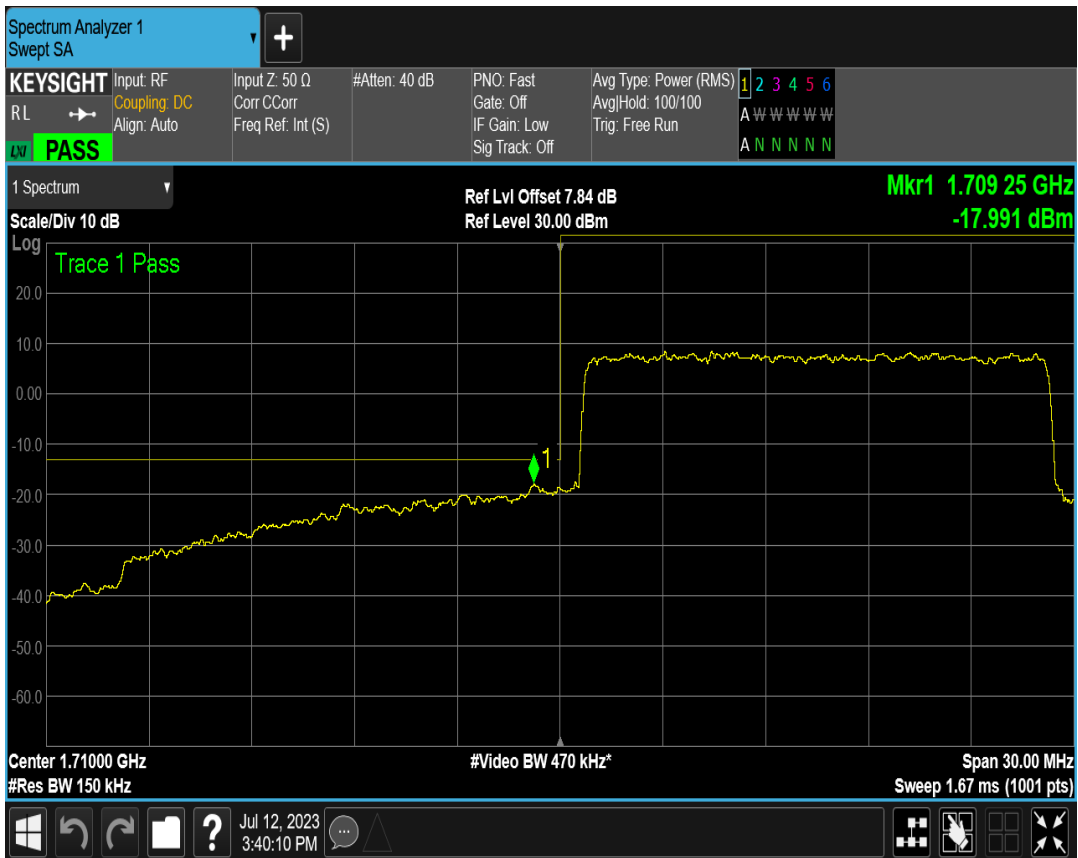 Spectrum Analyzer 1
Swept SA
+
KEYSIGHT
RL
LXI
PASS
Input: RF
Coupling: DC
Align: Auto
Input Z: 50 Ω
Corr CCorr
Freq Ref: Int (S)
#Atten: 40 dB
PNO: Fast
Gate: Off
IF Gain: Low
Sig Track: Off
Avg Type: Power (RMS)
Avg|Hold: 100/100
Trig: Free Run
1 2 3 4 5 6
A W W W W W
A N N N N N
1 Spectrum
Scale/Div 10 dB
Ref Lvl Offset 7.84 dB
Ref Level 30.00 dBm
Mkr1 1.709 25 GHz
-17.991 dBm
Log
Trace 1 Pass
20.0
10.0
0.00
-10.0
1
-20.0
-30.0
-40.0
-50.0
-60.0
Center 1.71000 GHz
#Res BW 150 kHz
#Video BW 470 kHz*
Span 30.00 MHz
Sweep 1.67 ms (1001 pts)
?
Jul 12, 2023
3:40:10 PM